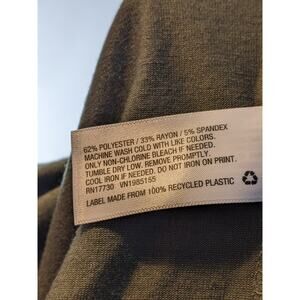 62% POLYESTER / 33% RAYON / 5% SPANDEX
MACHINE WASH COLD WITH LIKE COLORS.
ONLY NON-CHLORINE BLEACH IF NEEDED.
TUMBLE DRY LOW. REMOVE PROMPTLY.
COOL IRON IF NEEDED. DO NOT IRON ON PRINT.
RN17730 VN1985155
LABEL MADE FROM 100% RECYCLED PLASTIC